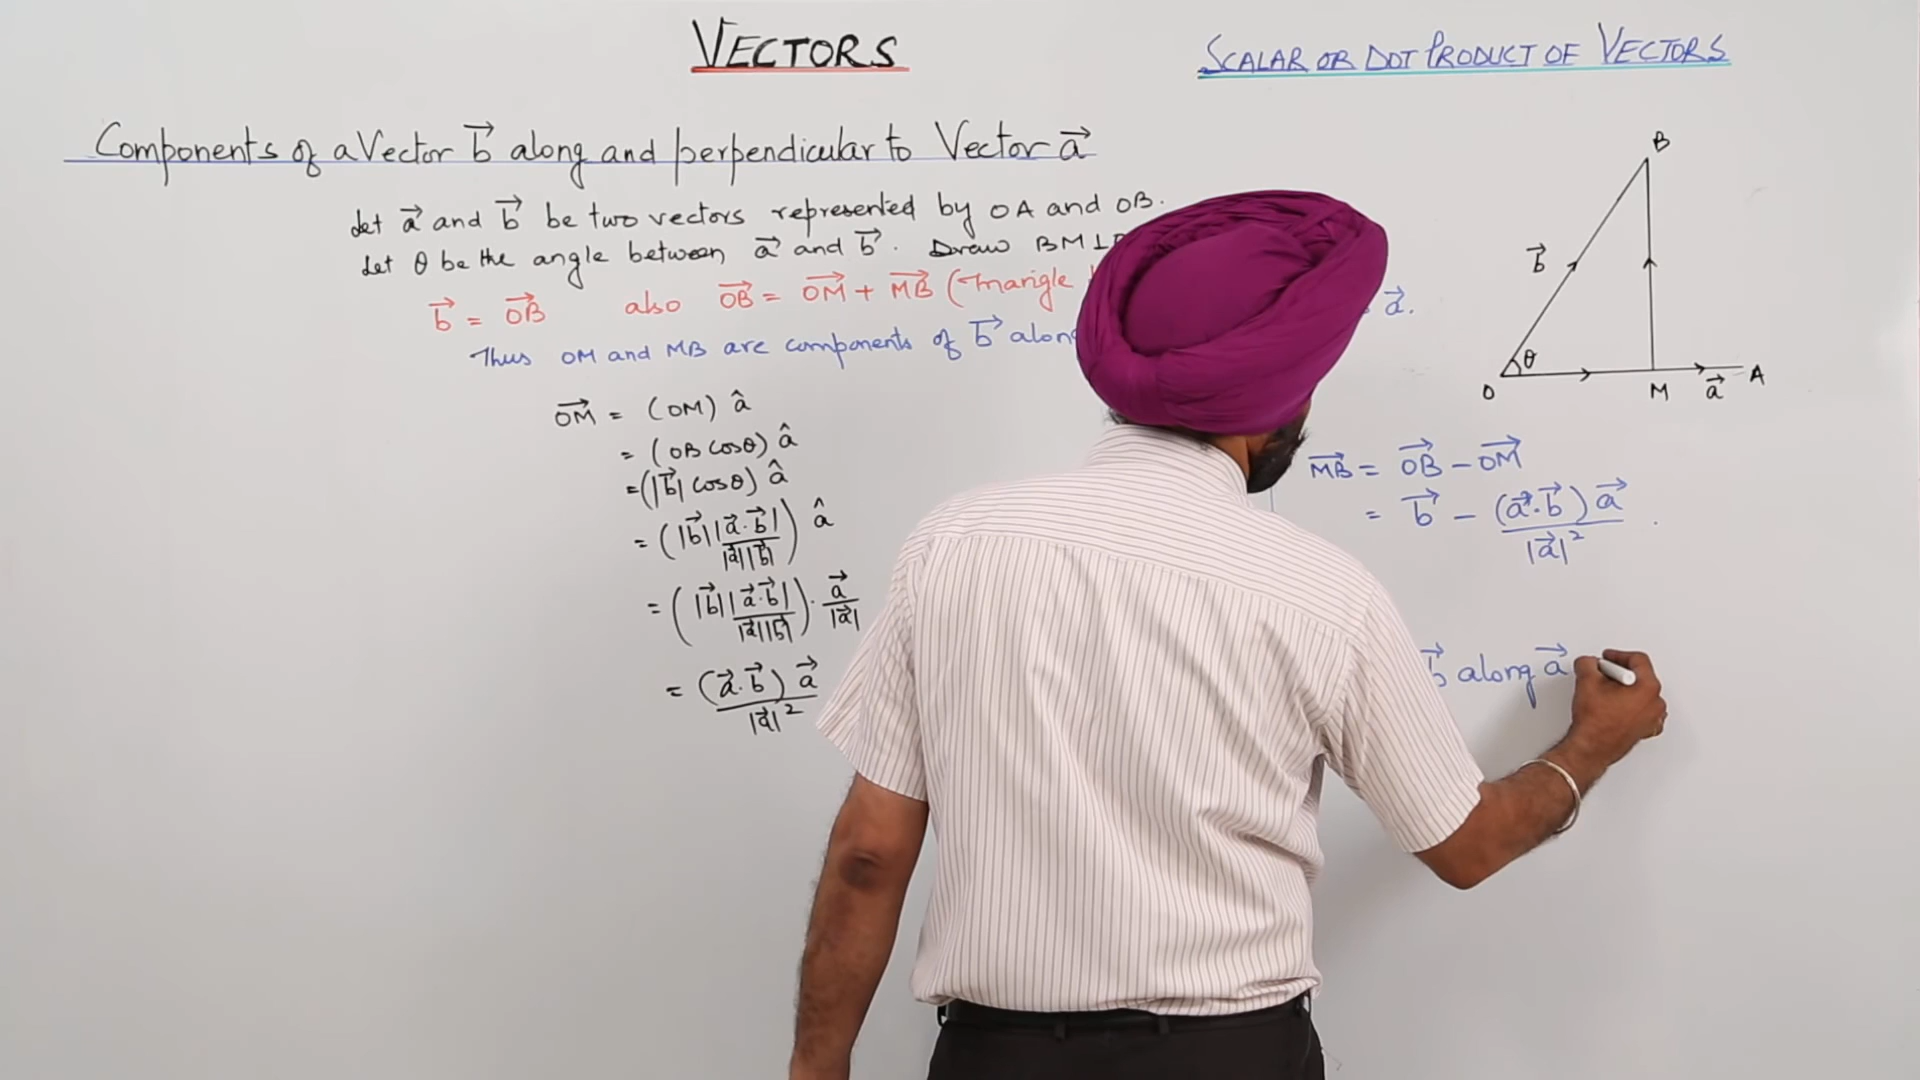 VECTORS
SCALAR OR DOT PRODUCT OF VECTORS
Components of a Vector b⃗ along and perpendicular to Vector a⃗
Let a⃗ and b⃗ be two vectors represented by OA and OB.
Let θ be the angle between a⃗ and b⃗. Draw BM⊥
b⃗ = OB⃗ also OB⃗ = OM⃗ + MB⃗ (Triangle
Thus OM and MB are components of b⃗ along a⃗.
OM⃗ = (OM) â
= (OB cosθ) â
= (|b⃗| cosθ) â
= (|b⃗| |a⃗.b⃗| / |a⃗||b⃗|) â
= (|b⃗| |a⃗.b⃗| / |a⃗||b⃗|) . a⃗ / |a⃗|
= (a⃗.b⃗) a⃗ / |a⃗|²
B
b⃗
θ
O M a⃗ A
MB⃗ = OB⃗ − OM⃗
= b⃗ − (a⃗.b⃗) a⃗ / |a⃗|² .
b⃗ along a⃗